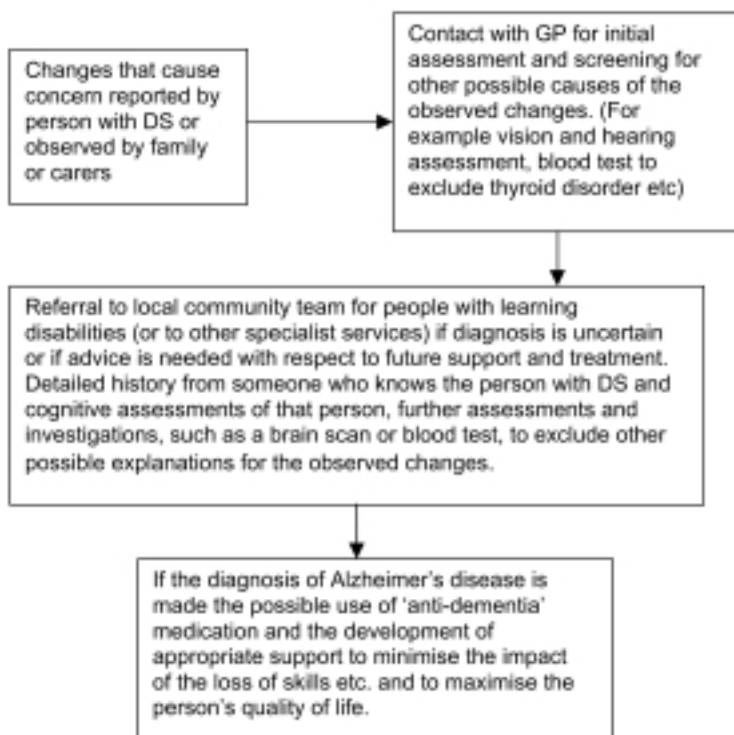 Changes that cause
concern reported by
person with DS or
observed by family
or carers
Contact with GP for initial
assessment and screening for
other possible causes of the
observed changes. (For
example vision and hearing
assessment, blood test to
exclude thyroid disorder etc)
Referral to local community team for people with learning
disabilities (or to other specialist services) if diagnosis is uncertain
or if advice is needed with respect to future support and treatment.
Detailed history from someone who knows the person with DS and
cognitive assessments of that person, further assessments and
investigations, such as a brain scan or blood test, to exclude other
possible explanations for the observed changes.
If the diagnosis of Alzheimer's disease is
made the possible use of 'anti-dementia'
medication and the development of
appropriate support to minimise the impact
of the loss of skills etc. and to maximise the
person's quality of life.